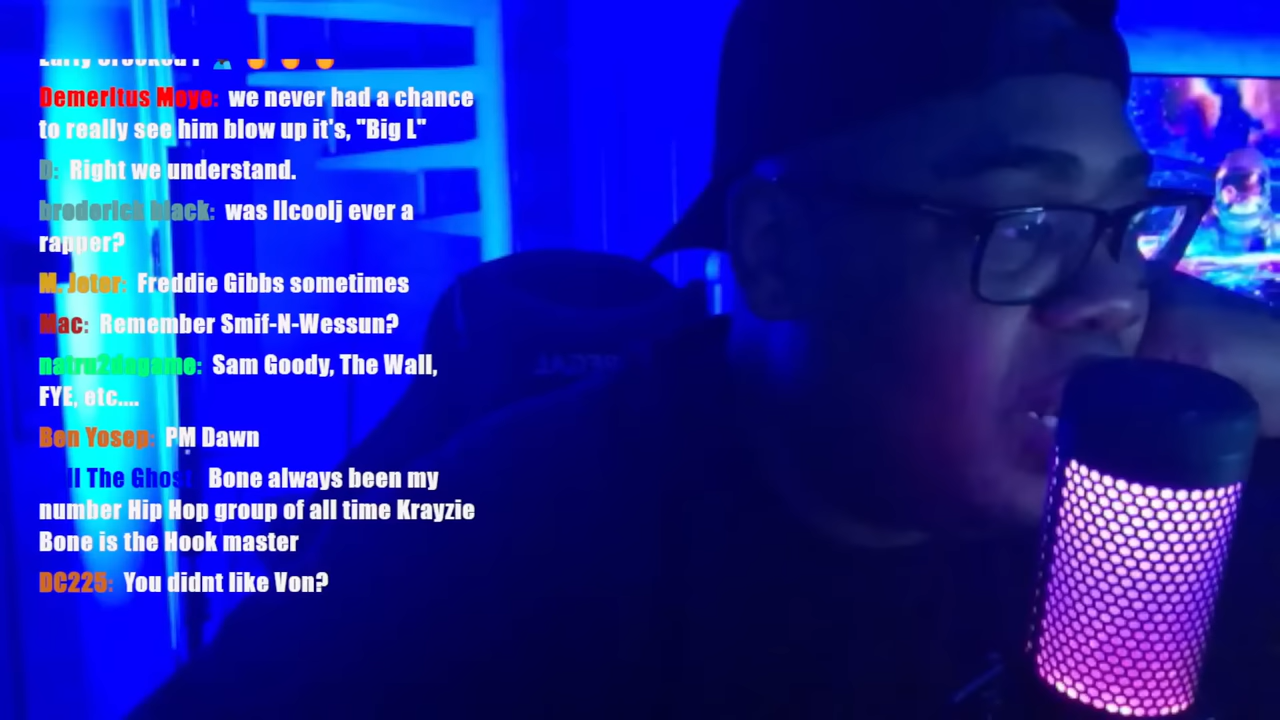 Demeritus Moye: we never had a chance
to really see him blow up it's, "Big L"
D: Right we understand.
broderick black: was llcoolj ever a
rapper?
M. Jeter: Freddie Gibbs sometimes
Mac: Remember Smif-N-Wessun?
natru2dagame: Sam Goody, The Wall,
FYE, etc....
Ben Yosep: PM Dawn
The Ghost Bone always been my
number Hip Hop group of all time Krayzie
Bone is the Hook master
DC225: You didnt like Von?